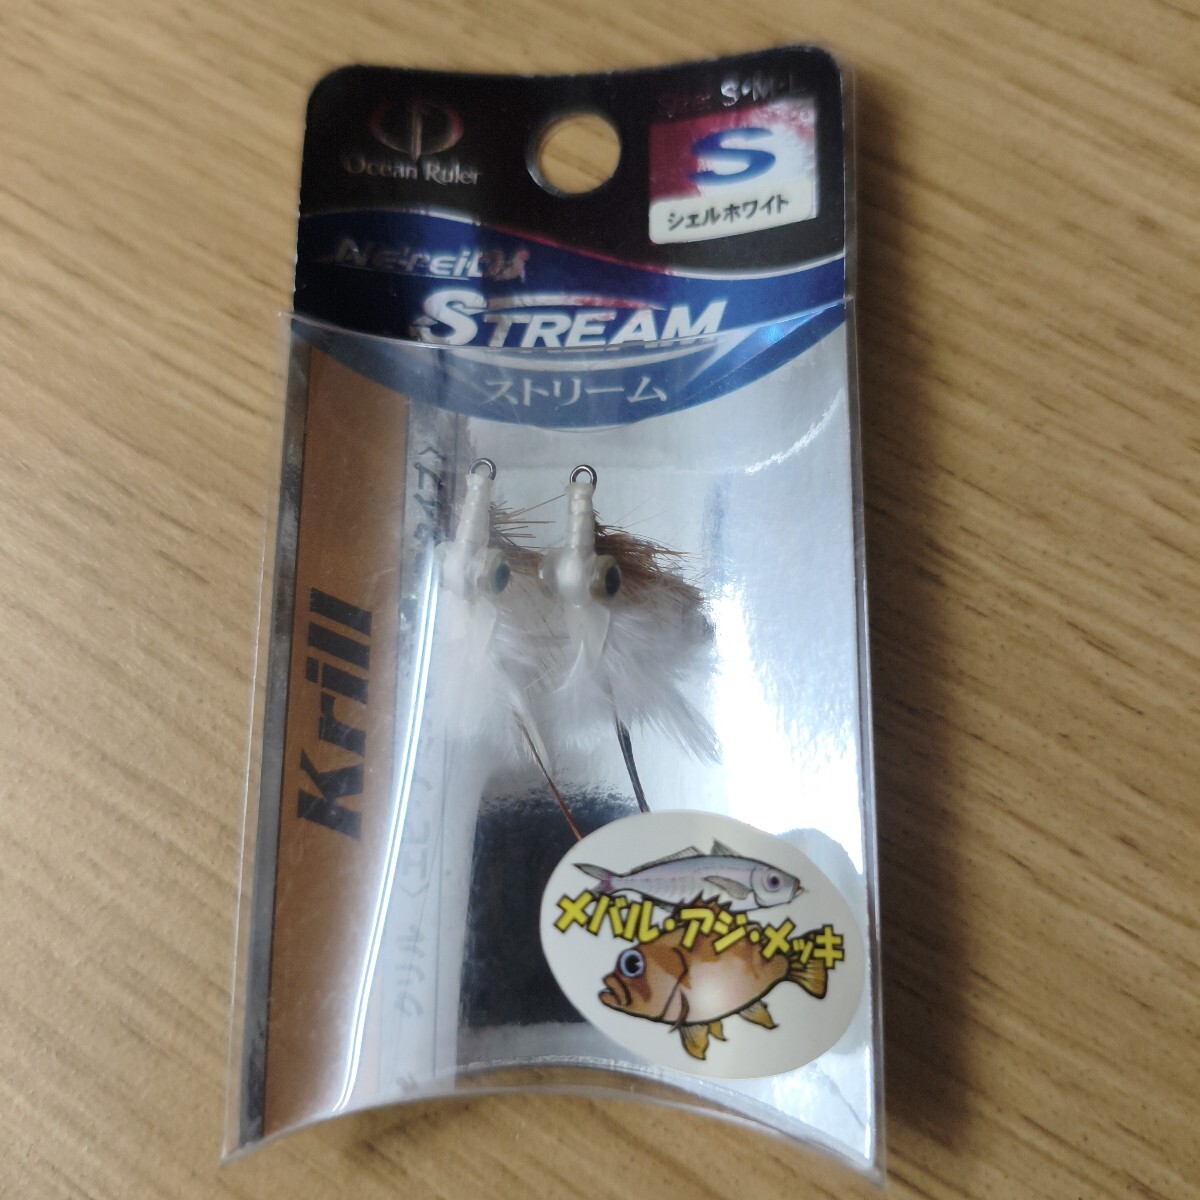 Ocean Ruler
S・M・L
S
シェルホワイト
NereiD
STREAM
ストリーム
Krill
メバル・アジ・メッキ